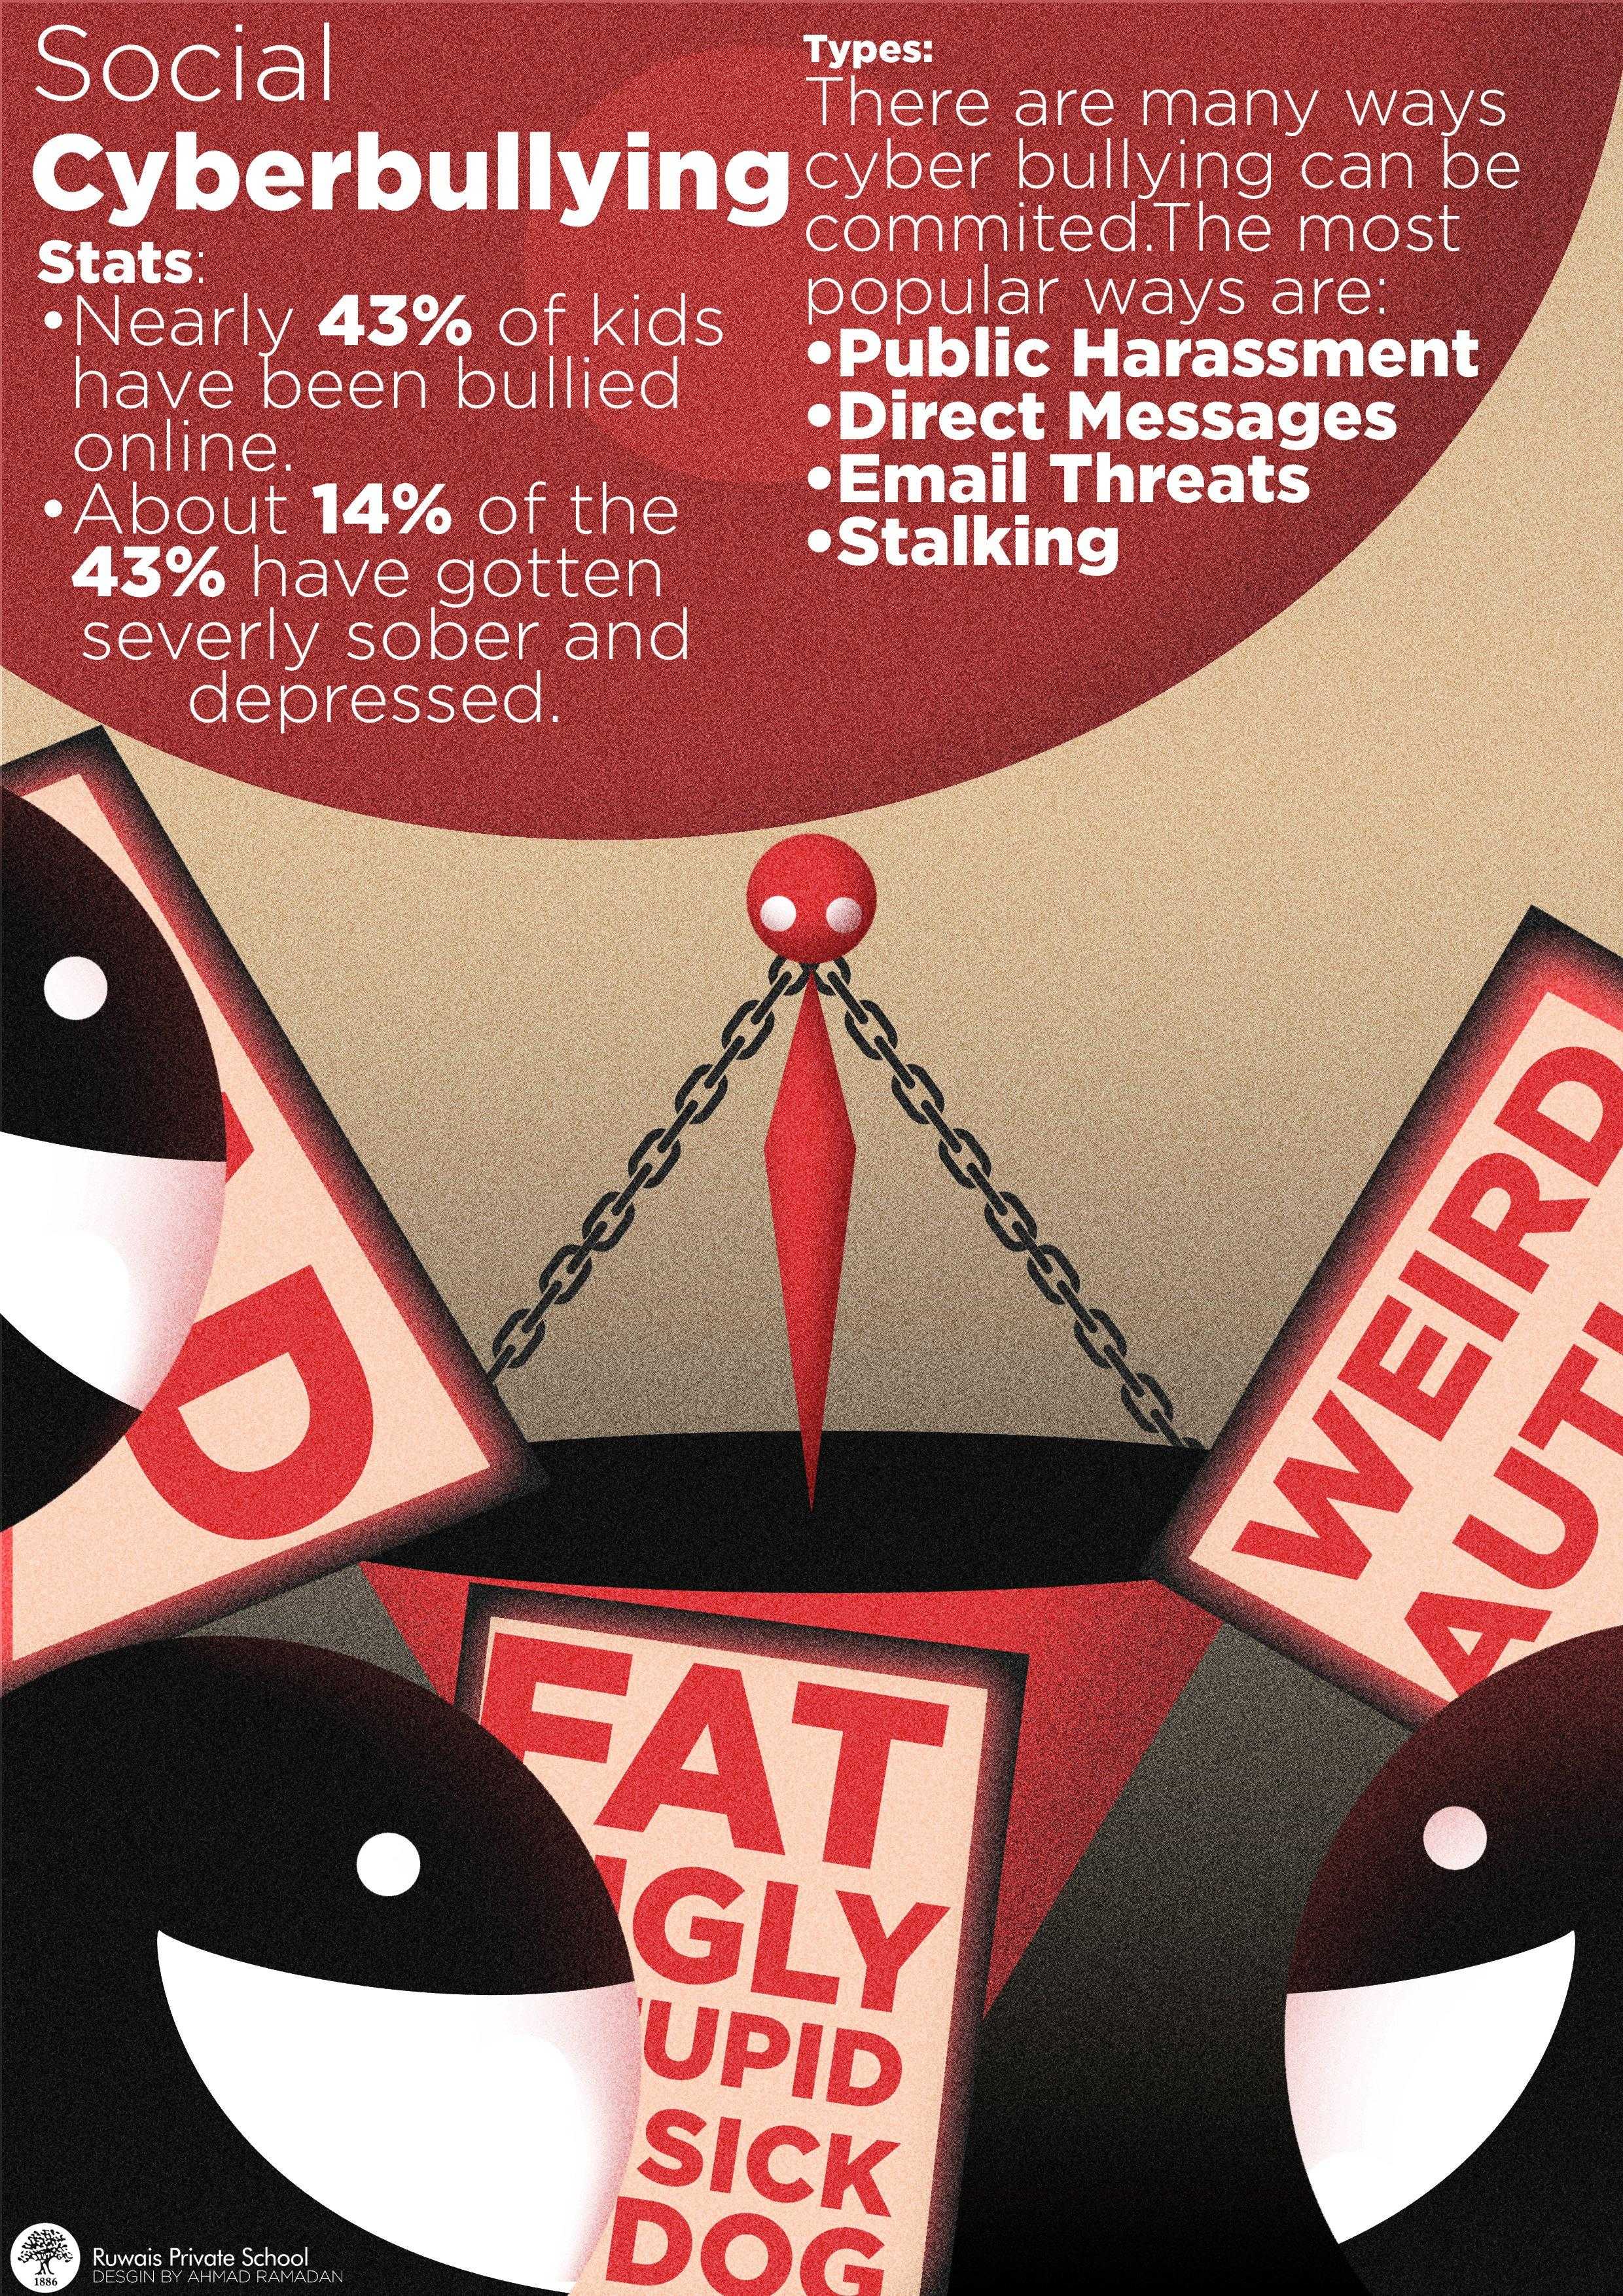 Social
Cyberbullying
Stats:
•Nearly 43% of kids
have been bullied
online.
•About 14% of the
43% have gotten
severly sober and
depressed.
Types:
There are many ways
cyber bullying can be
commited.The most
popular ways are:
•Public Harassment
•Direct Messages
•Email Threats
•Stalking
D
WEIRD
AUT
FAT
GLY
UPID
SICK
DOG
1886
Ruwais Private School
DESGIN BY AHMAD RAMADAN